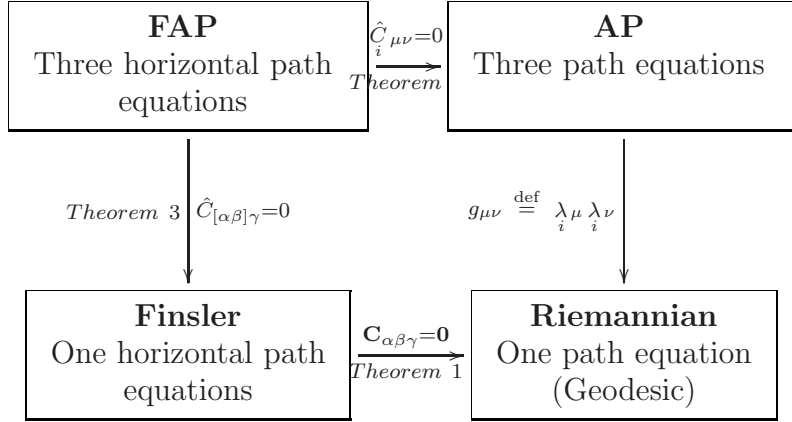 FAP
Three horizontal path
equations
Ĉ_i μν=0
Theorem
AP
Three path equations
Theorem 3
Ĉ_[αβ]γ=0
g_μν def= λ_i μ λ_i ν
Finsler
One horizontal path
equations
C_αβγ=0
Theorem 1
Riemannian
One path equation
(Geodesic)